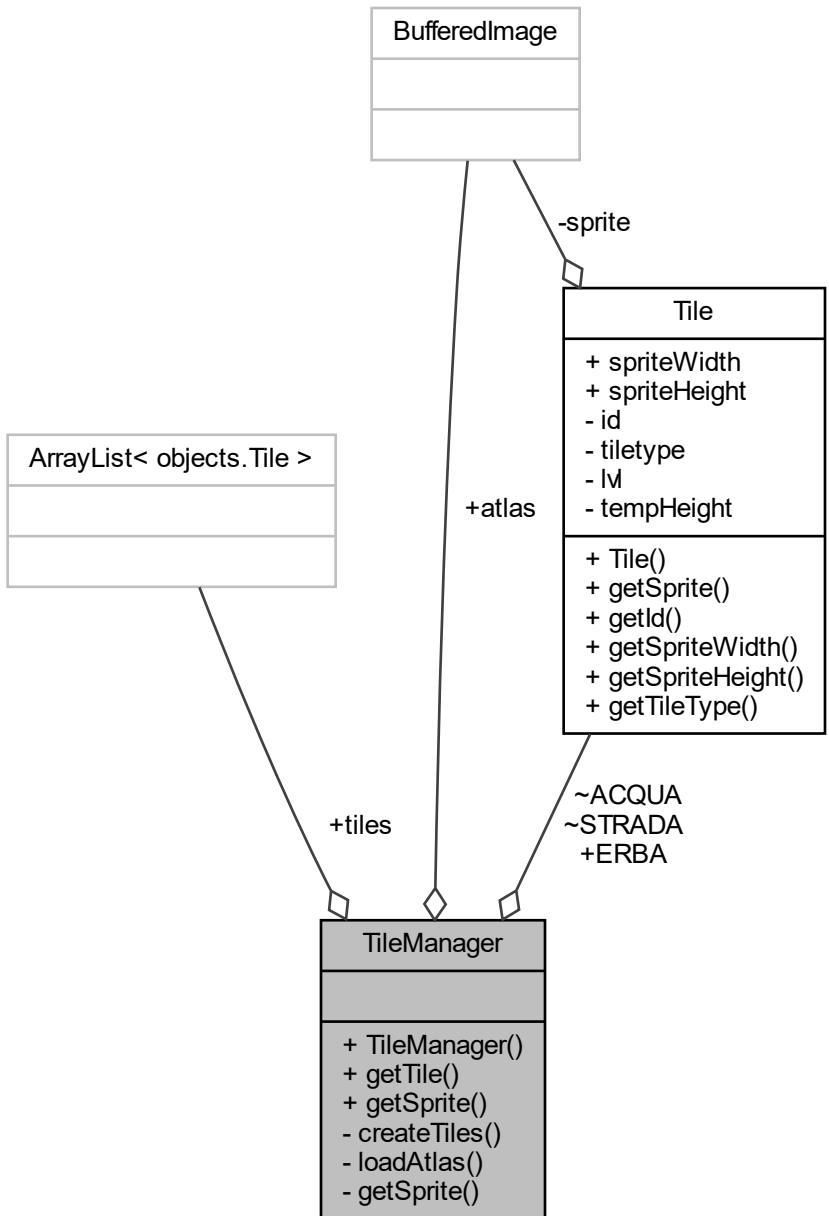 BufferedImage
-sprite
Tile
+ spriteWidth
+ spriteHeight
- id
- tiletype
- lvl
- tempHeight
+ Tile()
+ getSprite()
+ getId()
+ getSpriteWidth()
+ getSpriteHeight()
+ getTileType()
ArrayList< objects.Tile >
+atlas
~ACQUA
~STRADA
+ERBA
+tiles
TileManager
+ TileManager()
+ getTile()
+ getSprite()
- createTiles()
- loadAtlas()
- getSprite()